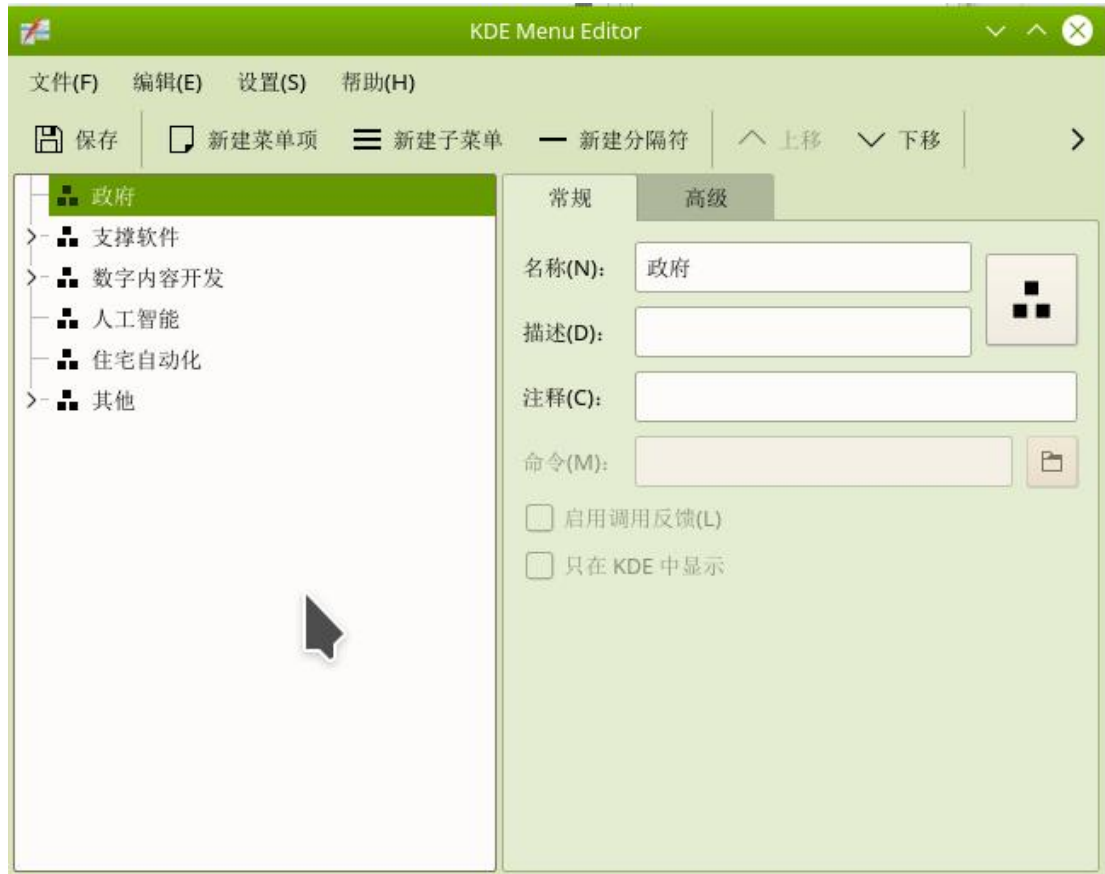 KDE Menu Editor
文件(F) 编辑(E) 设置(S) 帮助(H)
保存 新建菜单项 新建子菜单 新建分隔符 上移 下移
政府
支撑软件
数字内容开发
人工智能
住宅自动化
其他
常规 高级
名称(N): 政府
描述(D):
注释(C):
命令(M):
启用调用反馈(L)
只在 KDE 中显示